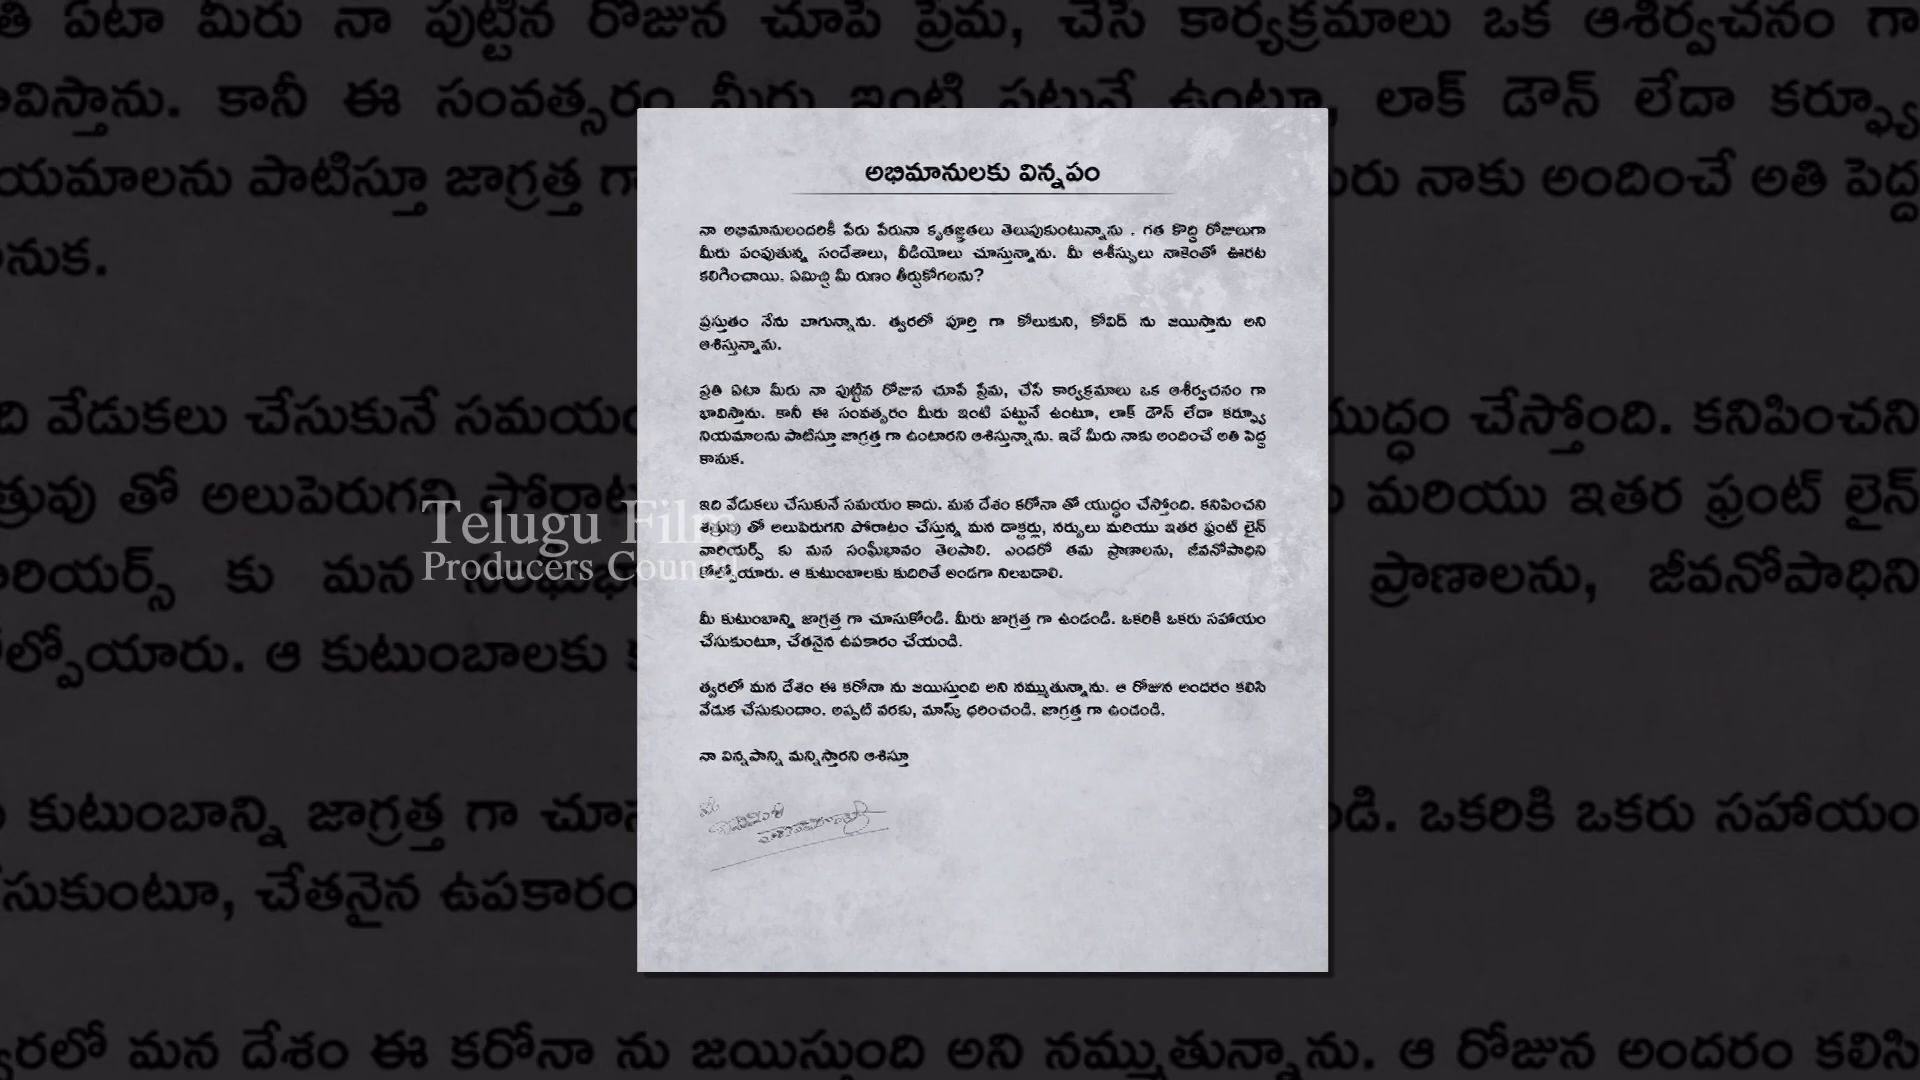 అభిమానులకు విన్నపం
నా అభిమానులందరికీ పేరు పేరునా కృతజ్ఞతలు తెలుపుకుంటున్నాను . గత కొద్ది రోజులుగా
మీరు పంపుతున్న సందేశాలు, వీడియోలు చూస్తున్నాను. మీ ఆశీస్సులు నాకెంతో ఊరట
కలిగించాయి. ఏమిచ్చి మీ రుణం తీర్చుకోగలను?
ప్రస్తుతం నేను బాగున్నాను. త్వరలో పూర్తి గా కోలుకుని, కోవిడ్ ను జయిస్తాను అని
ఆశిస్తున్నాను.
ప్రతి ఏటా మీరు నా పుట్టిన రోజున చూపే ప్రేమ, చేసే కార్యక్రమాలు ఒక ఆశీర్వచనం గా
భావిస్తాను. కానీ ఈ సంవత్సరం మీరు ఇంటి పట్టునే ఉంటూ, లాక్ డౌన్ లేదా కర్ఫ్యూ
నియమాలను పాటిస్తూ జాగ్రత్త గా ఉంటారని ఆశిస్తున్నాను. ఇదే మీరు నాకు అందించే అతి పెద్ద
కానుక.
ఇది వేడుకలు చేసుకునే సమయం కాదు. మన దేశం కరోనా తో యుద్ధం చేస్తోంది. కనిపించని
శత్రువు తో అలుపెరుగని పోరాటం చేస్తున్న మన డాక్టర్లు, నర్సులు మరియు ఇతర ఫ్రంట్ లైన్
వారియర్స్ కు మన సంఘీభావం తెలపాలి. ఎందరో తమ ప్రాణాలను, జీవనోపాధిని
కోల్పోయారు. ఆ కుటుంబాలకు కుదిరితే అండగా నిలబడాలి.
మీ కుటుంబాన్ని జాగ్రత్త గా చూసుకోండి. మీరు జాగ్రత్త గా ఉండండి. ఒకరికి ఒకరు సహాయం
చేసుకుంటూ, చేతనైన ఉపకారం చేయండి.
త్వరలో మన దేశం ఈ కరోనా ను జయిస్తుంది అని నమ్ముతున్నాను. ఆ రోజున అందరం కలిసి
వేడుక చేసుకుందాం. అప్పటి వరకు, మాస్క్ ధరించండి. జాగ్రత్త గా ఉండండి.
నా విన్నపాన్ని మన్నిస్తారని ఆశిస్తూ
మీ
Telugu Film
Producers Council